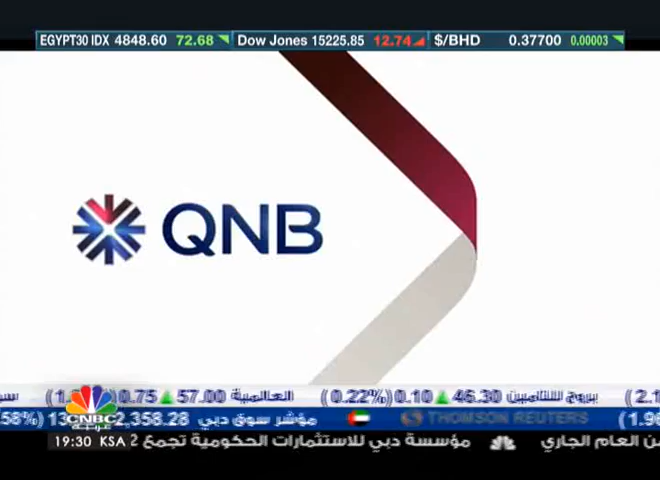 EGYPT30 IDX 4848.60 72.68 Dow Jones 15225.85 12.74 $/BHD 0.37700 0.00003
QNB
بروج للتامين 46.30 0.10 (0.22%) العالمية 57.00 0.75
THOMSON REUTERS مؤشر سوق دبي 2,358.28
CNBC
عربية
ن العام الجاري مؤسسة دبي للاستثمارات الحكومية تجمع 2
19:30 KSA